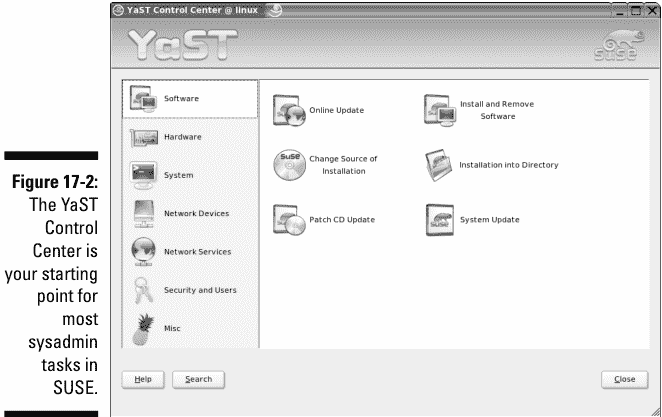 YaST Control Center @ linux
YaST
SUSE
Software
Hardware
System
Network Devices
Network Services
Security and Users
Misc
Online Update
Install and Remove
Software
SUSE
Change Source of
Installation
Installation into Directory
Patch CD Update
SUSE
System Update
Help
Search
Close
Figure 17-2:
The YaST
Control
Center is
your starting
point for
most
sysadmin
tasks in
SUSE.